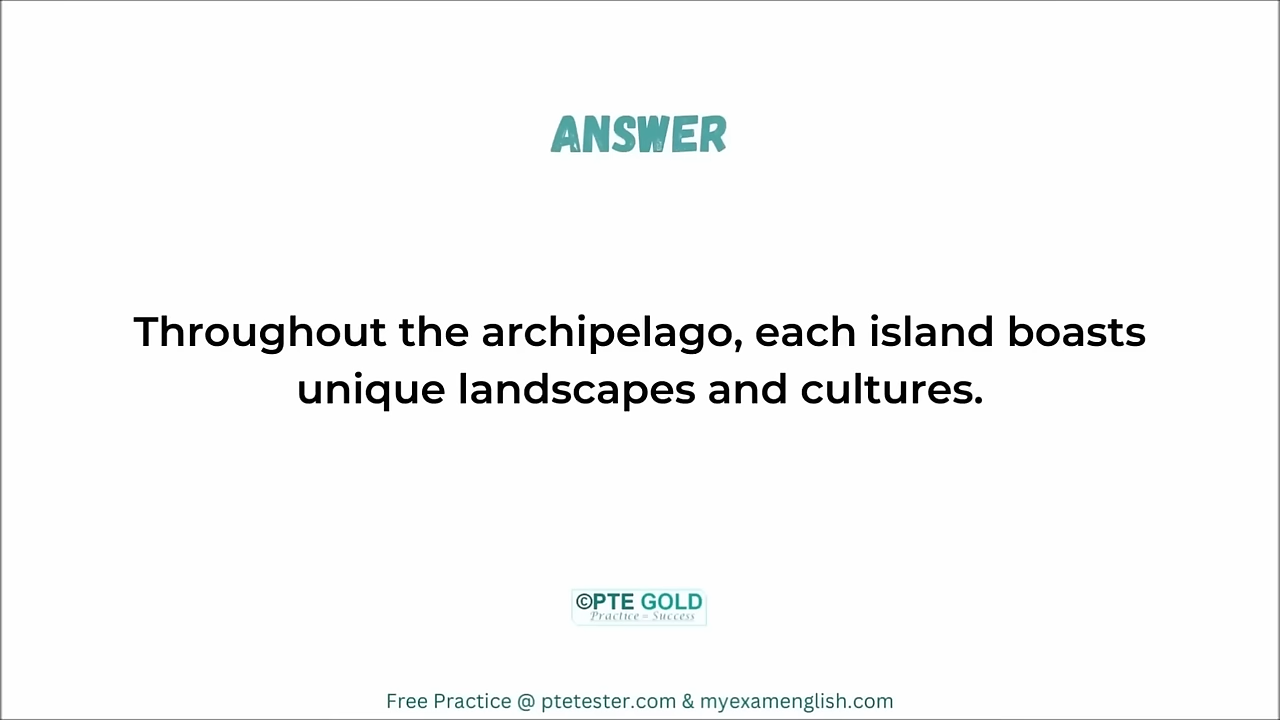 ANSWER
Throughout the archipelago, each island boasts
unique landscapes and cultures.
©PTE GOLD
Practice = Success
Free Practice @ ptetester.com & myexamenglish.com